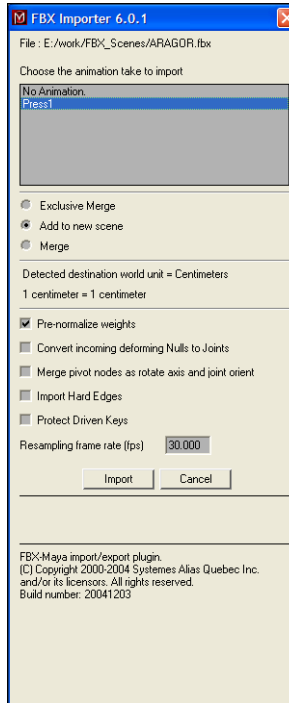 FBX Importer 6.0.1
File : E:/work/FBX_Scenes/ARAGOR.fbx
Choose the animation take to import
No Animation.
Press1
Exclusive Merge
Add to new scene
Merge
Detected destination world unit = Centimeters
1 centimeter = 1 centimeter
Pre-normalize weights
Convert incoming deforming Nulls to Joints
Merge pivot nodes as rotate axis and joint orient
Import Hard Edges
Protect Driven Keys
Resampling frame rate (fps) 30.000
Import Cancel
FBX-Maya import/export plugin.
(C) Copyright 2000-2004 Systemes Alias Quebec Inc.
and/or its licensors. All rights reserved.
Build number: 20041203